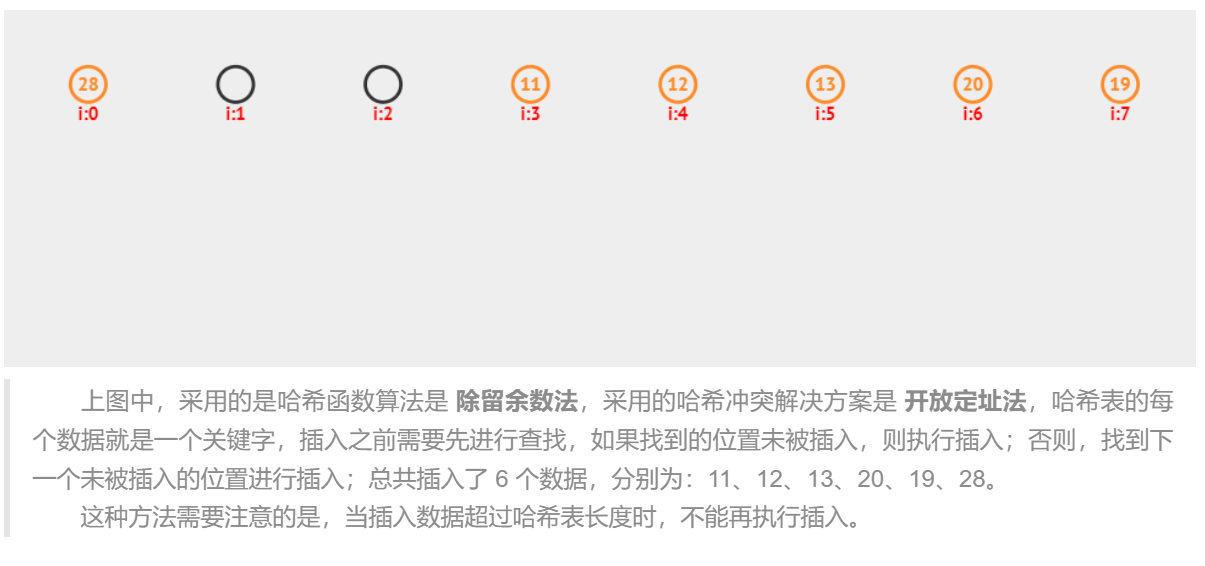 28 11 12 13 20 19
i:0 i:1 i:2 i:3 i:4 i:5 i:6 i:7
上图中，采用的是哈希函数算法是 除留余数法，采用的哈希冲突解决方案是 开放定址法，哈希表的每
个数据就是一个关键字，插入之前需要先进行查找，如果找到的位置未被插入，则执行插入；否则，找到下
一个未被插入的位置进行插入；总共插入了 6 个数据，分别为：11、12、13、20、19、28。
这种方法需要注意的是，当插入数据超过哈希表长度时，不能再执行插入。